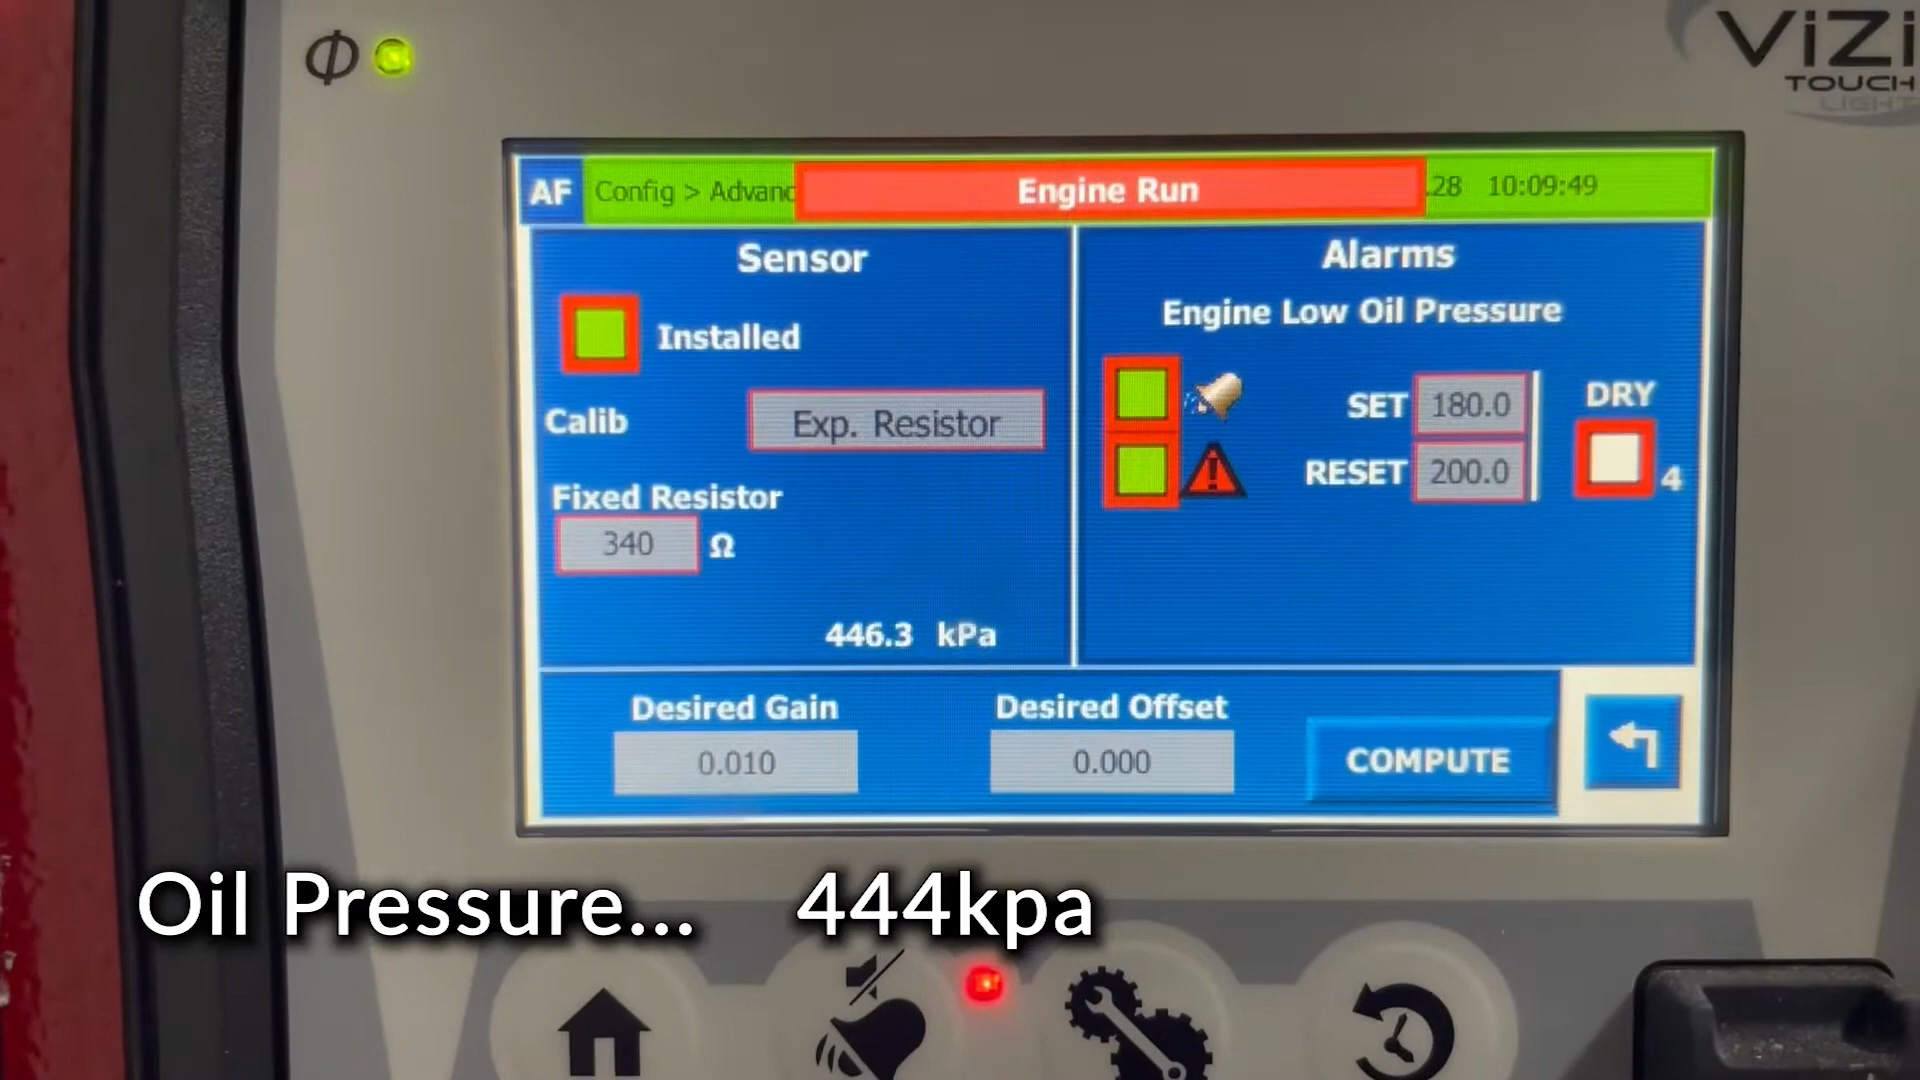 ViZi
TOUCH
LIGHT
AF Config > Advanc Engine Run .28 10:09:49
Sensor
Installed
Calib Exp. Resistor
Fixed Resistor
340 Ω
446.3 kPa
Alarms
Engine Low Oil Pressure
SET 180.0
RESET 200.0
DRY
4
Desired Gain
0.010
Desired Offset
0.000
COMPUTE
Oil Pressure... 444kpa